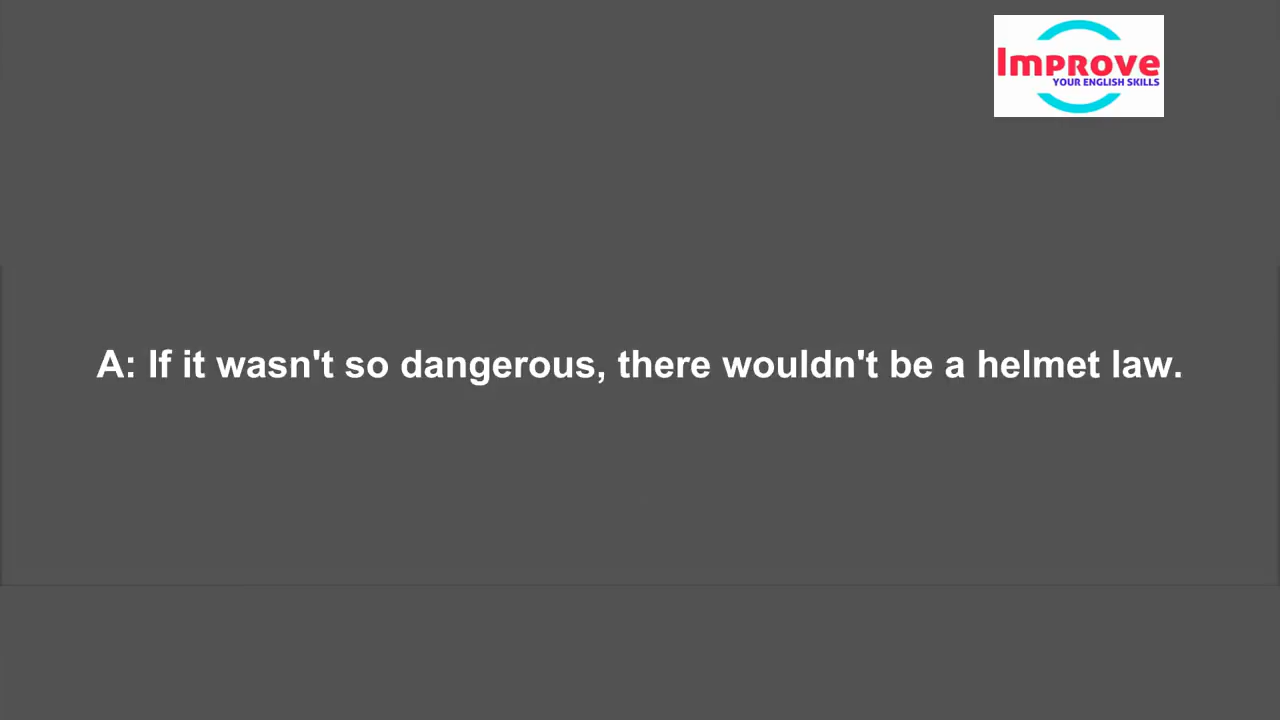 Improve
YOUR ENGLISH SKILLS
A: If it wasn't so dangerous, there wouldn't be a helmet law.